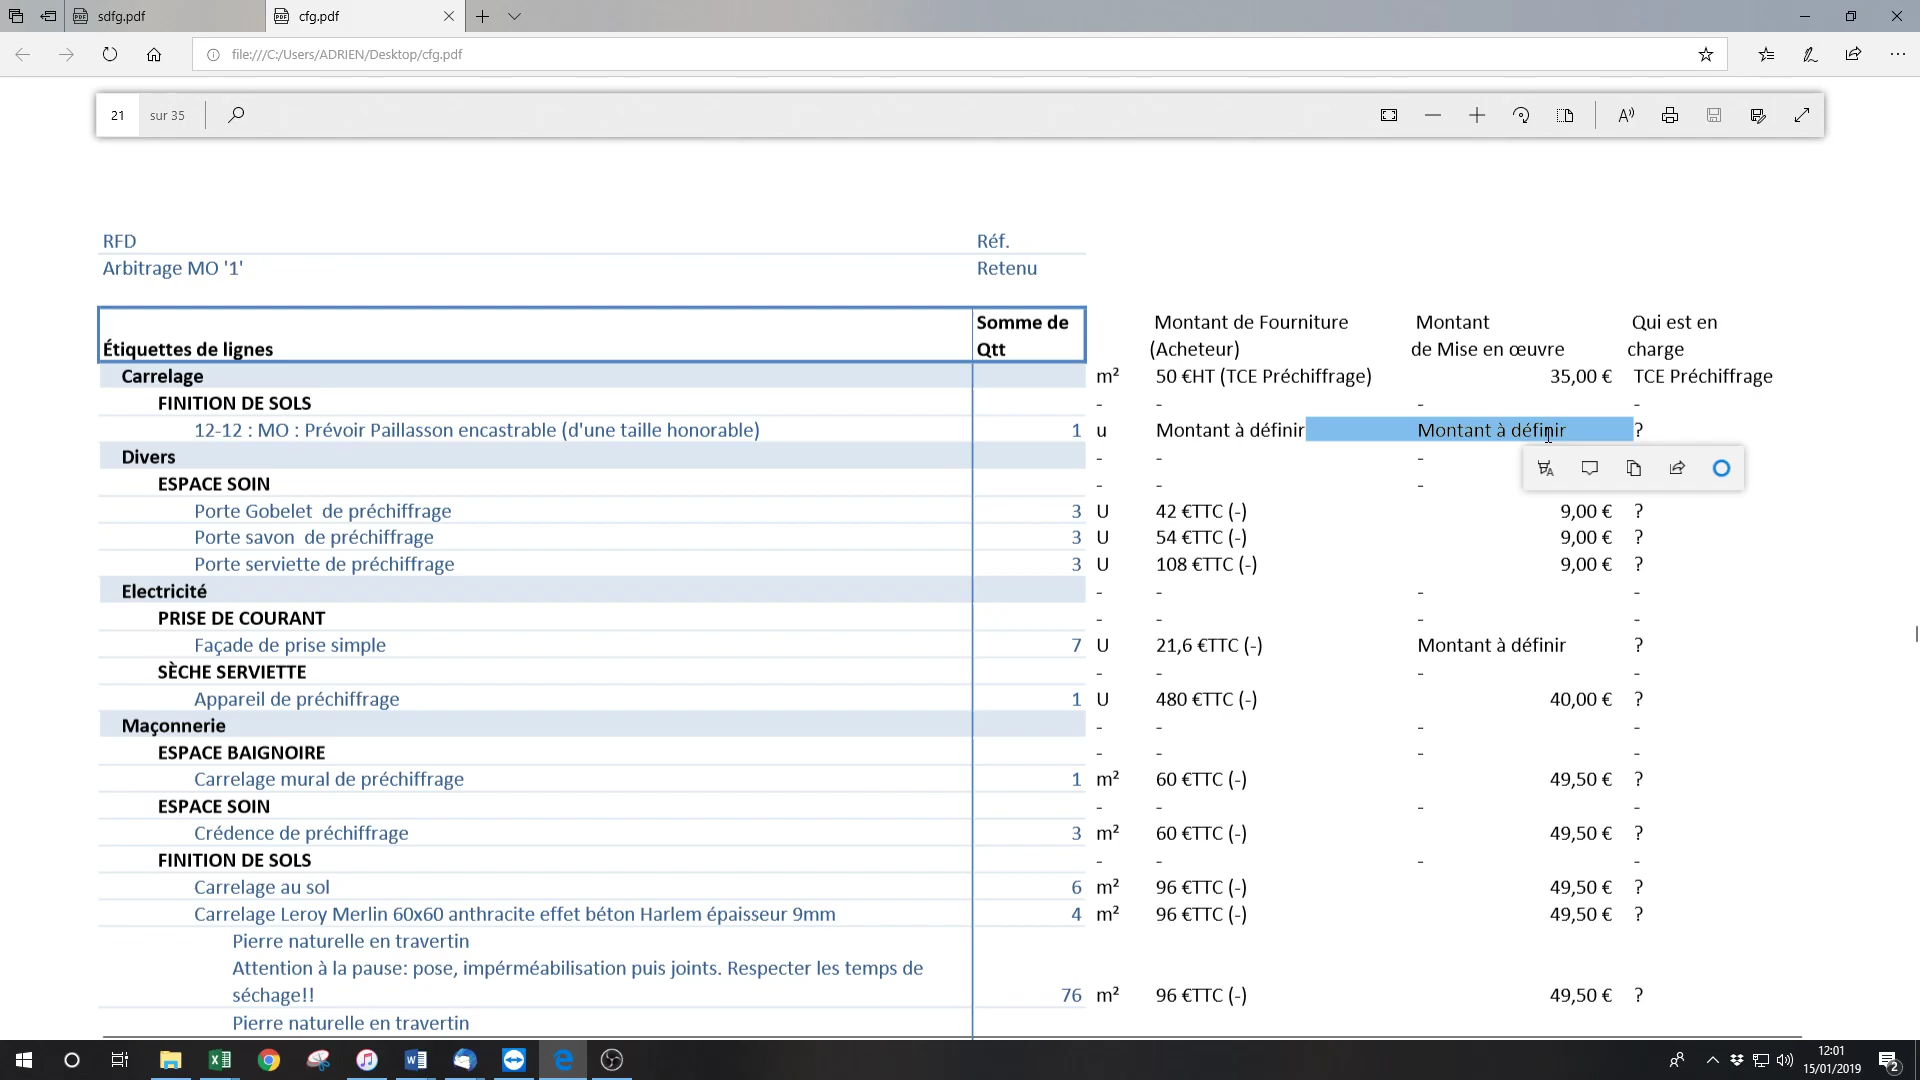 sdfg.pdf
cfg.pdf
file:///C:/Users/ADRIEN/Desktop/cfg.pdf
21 sur 35
RFD Réf.
Arbitrage MO '1' Retenu
Étiquettes de lignes Somme de Qtt Montant de Fourniture (Acheteur) Montant de Mise en œuvre Qui est en charge
Carrelage m² 50 €HT (TCE Préchiffrage) 35,00 € TCE Préchiffrage
FINITION DE SOLS - - - -
12-12 : MO : Prévoir Paillasson encastrable (d'une taille honorable) 1 u Montant à définir Montant à définir ?
Divers - - -
ESPACE SOIN - - -
Porte Gobelet  de préchiffrage 3 U 42 €TTC (-) 9,00 € ?
Porte savon  de préchiffrage 3 U 54 €TTC (-) 9,00 € ?
Porte serviette de préchiffrage 3 U 108 €TTC (-) 9,00 € ?
Electricité - - - -
PRISE DE COURANT - - - -
Façade de prise simple 7 U 21,6 €TTC (-) Montant à définir ?
SÈCHE SERVIETTE - - - -
Appareil de préchiffrage 1 U 480 €TTC (-) 40,00 € ?
Maçonnerie - - - -
ESPACE BAIGNOIRE - - - -
Carrelage mural de préchiffrage 1 m² 60 €TTC (-) 49,50 € ?
ESPACE SOIN - - - -
Crédence de préchiffrage 3 m² 60 €TTC (-) 49,50 € ?
FINITION DE SOLS - - - -
Carrelage au sol 6 m² 96 €TTC (-) 49,50 € ?
Carrelage Leroy Merlin 60x60 anthracite effet béton Harlem épaisseur 9mm 4 m² 96 €TTC (-) 49,50 € ?
Pierre naturelle en travertin
Attention à la pause: pose, impérméabilisation puis joints. Respecter les temps de
séchage!! 76 m² 96 €TTC (-) 49,50 € ?
Pierre naturelle en travertin
12:01
15/01/2019
2